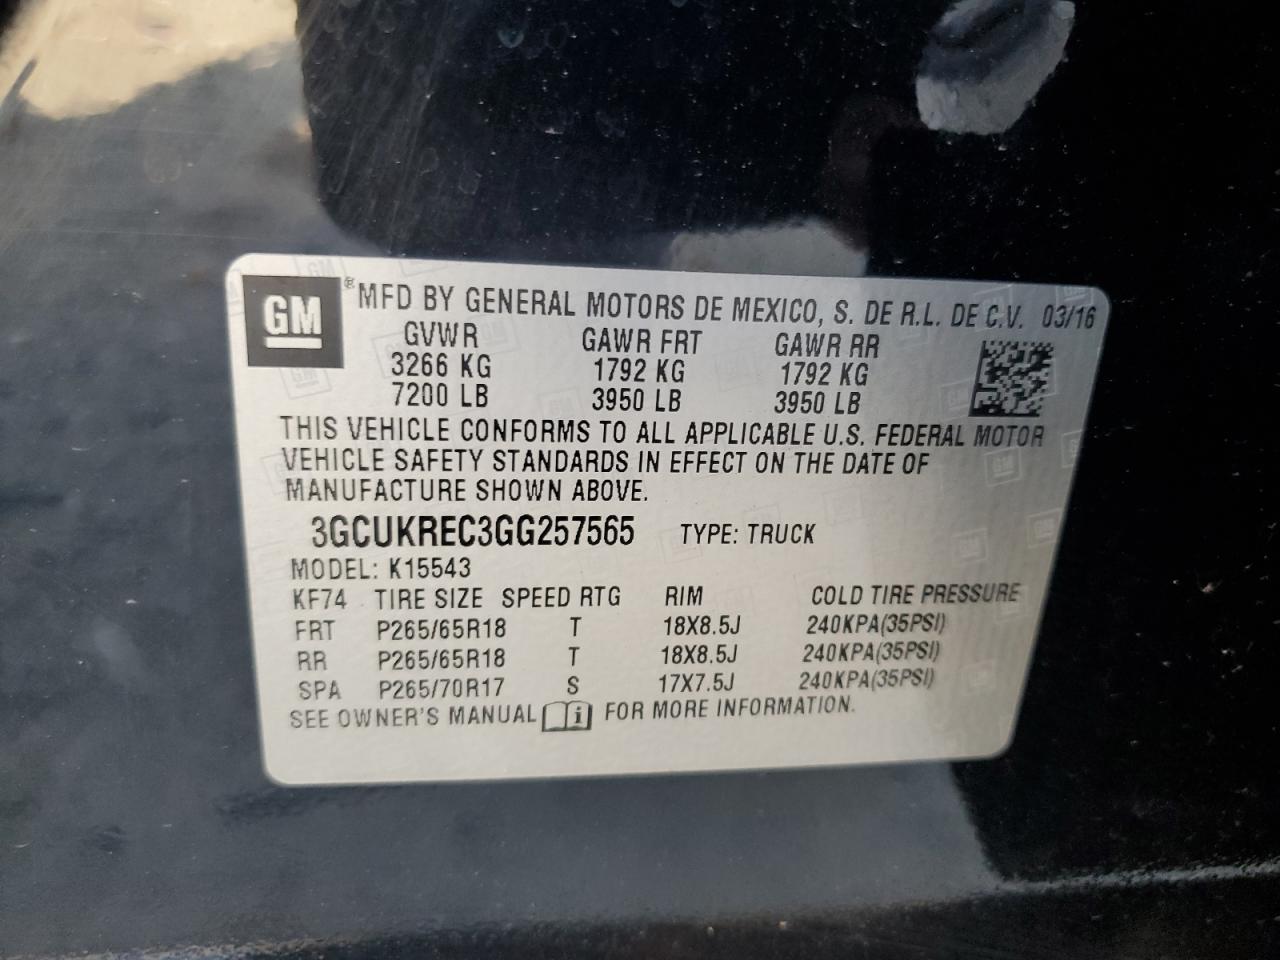 GM ® MFD BY GENERAL MOTORS DE MEXICO, S. DE R.L. DE C.V. 03/16
GVWR GAWR FRT GAWR RR
3266 KG 1792 KG 1792 KG
7200 LB 3950 LB 3950 LB
THIS VEHICLE CONFORMS TO ALL APPLICABLE U.S. FEDERAL MOTOR
VEHICLE SAFETY STANDARDS IN EFFECT ON THE DATE OF
MANUFACTURE SHOWN ABOVE.
3GCUKREC3GG257565 TYPE: TRUCK
MODEL: K15543
KF74 TIRE SIZE SPEED RTG RIM COLD TIRE PRESSURE
FRT P265/65R18 T 18X8.5J 240KPA(35PSI)
RR P265/65R18 T 18X8.5J 240KPA(35PSI)
SPA P265/70R17 S 17X7.5J 240KPA(35PSI)
SEE OWNER'S MANUAL i FOR MORE INFORMATION.